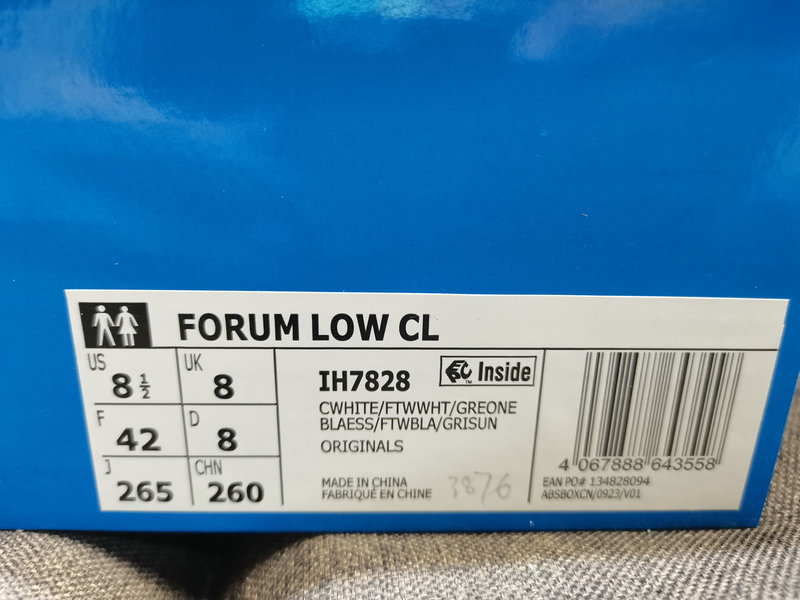 FORUM LOW CL
US 8 1/2 UK 8
F 42 D 8
J 265 CHN 260
IH7828
Inside
TM
CWHITE/FTWWHT/GREONE
BLAESS/FTWBLA/GRISUN
ORIGINALS
MADE IN CHINA
FABRIQUÉ EN CHINE
3876
4 067888 643558
EAN PO# 134828094
ABSBOXCN/0923/V01